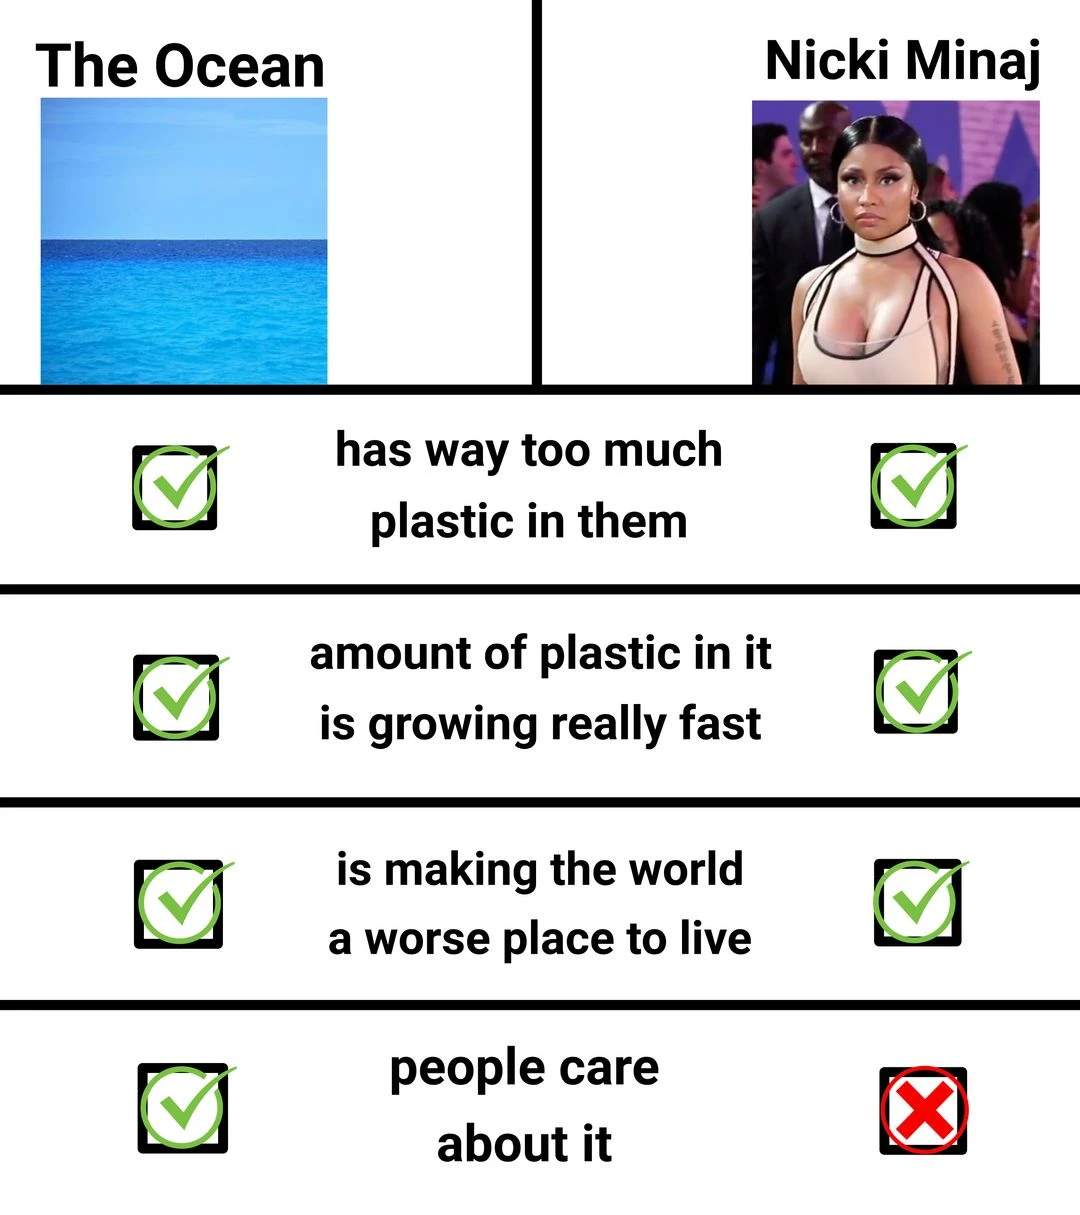 The Ocean
Nicki Minaj
has way too much
plastic in them
amount of plastic in it
is growing really fast
is making the world
a worse place to live
people care
about it